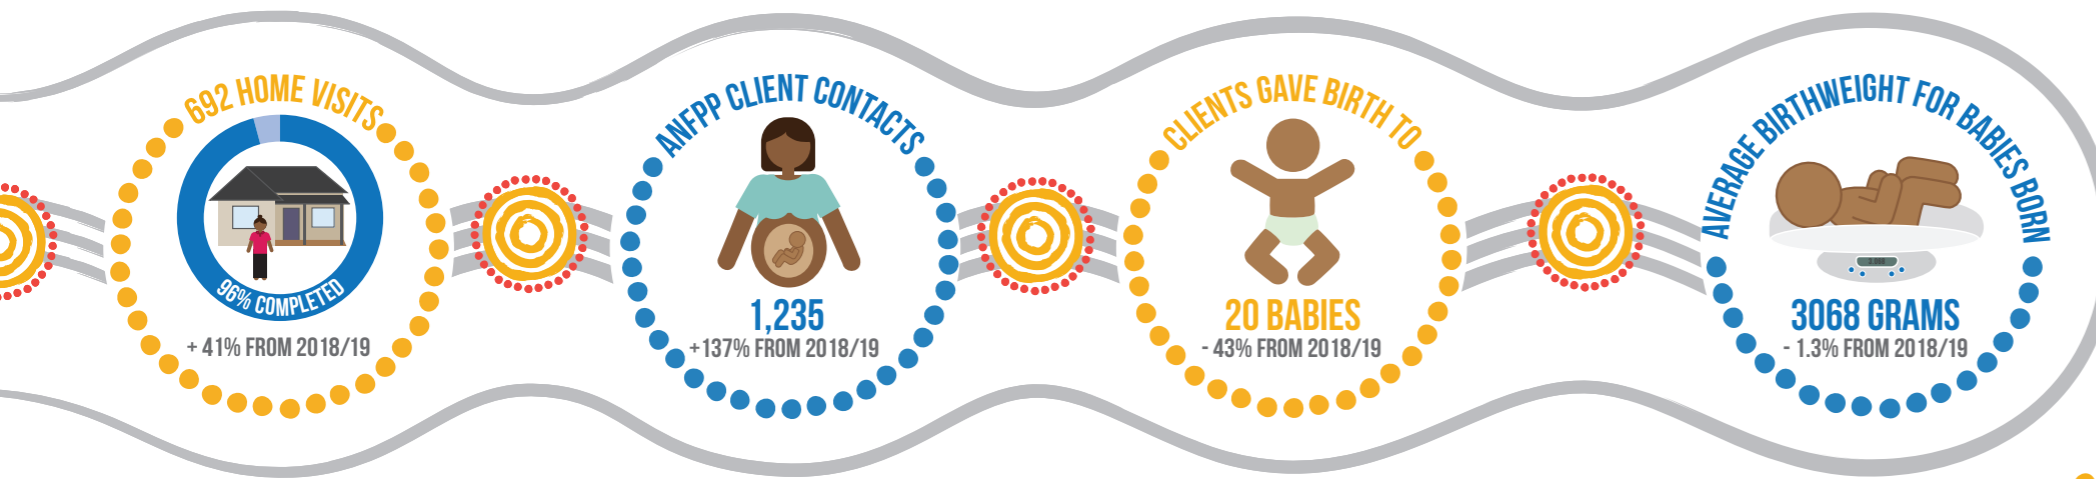 692 HOME VISITS
96% COMPLETED
+ 41% FROM 2018/19
ANFPP CLIENT CONTACTS
1,235
+137% FROM 2018/19
CLIENTS GAVE BIRTH TO
20 BABIES
- 43% FROM 2018/19
AVERAGE BIRTHWEIGHT FOR BABIES BORN
3.068
3068 GRAMS
- 1.3% FROM 2018/19